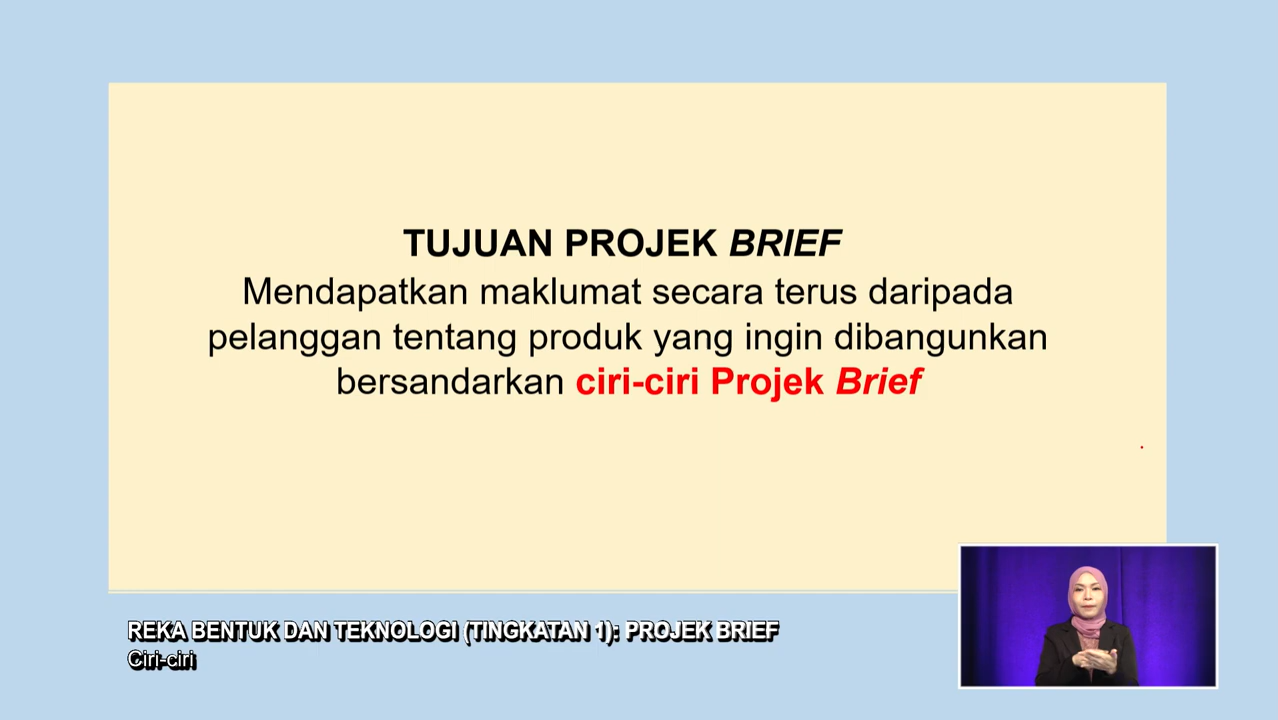 TUJUAN PROJEK BRIEF
Mendapatkan maklumat secara terus daripada
pelanggan tentang produk yang ingin dibangunkan
bersandarkan ciri-ciri Projek Brief
REKA BENTUK DAN TEKNOLOGI (TINGKATAN 1): PROJEK BRIEF
Ciri-ciri